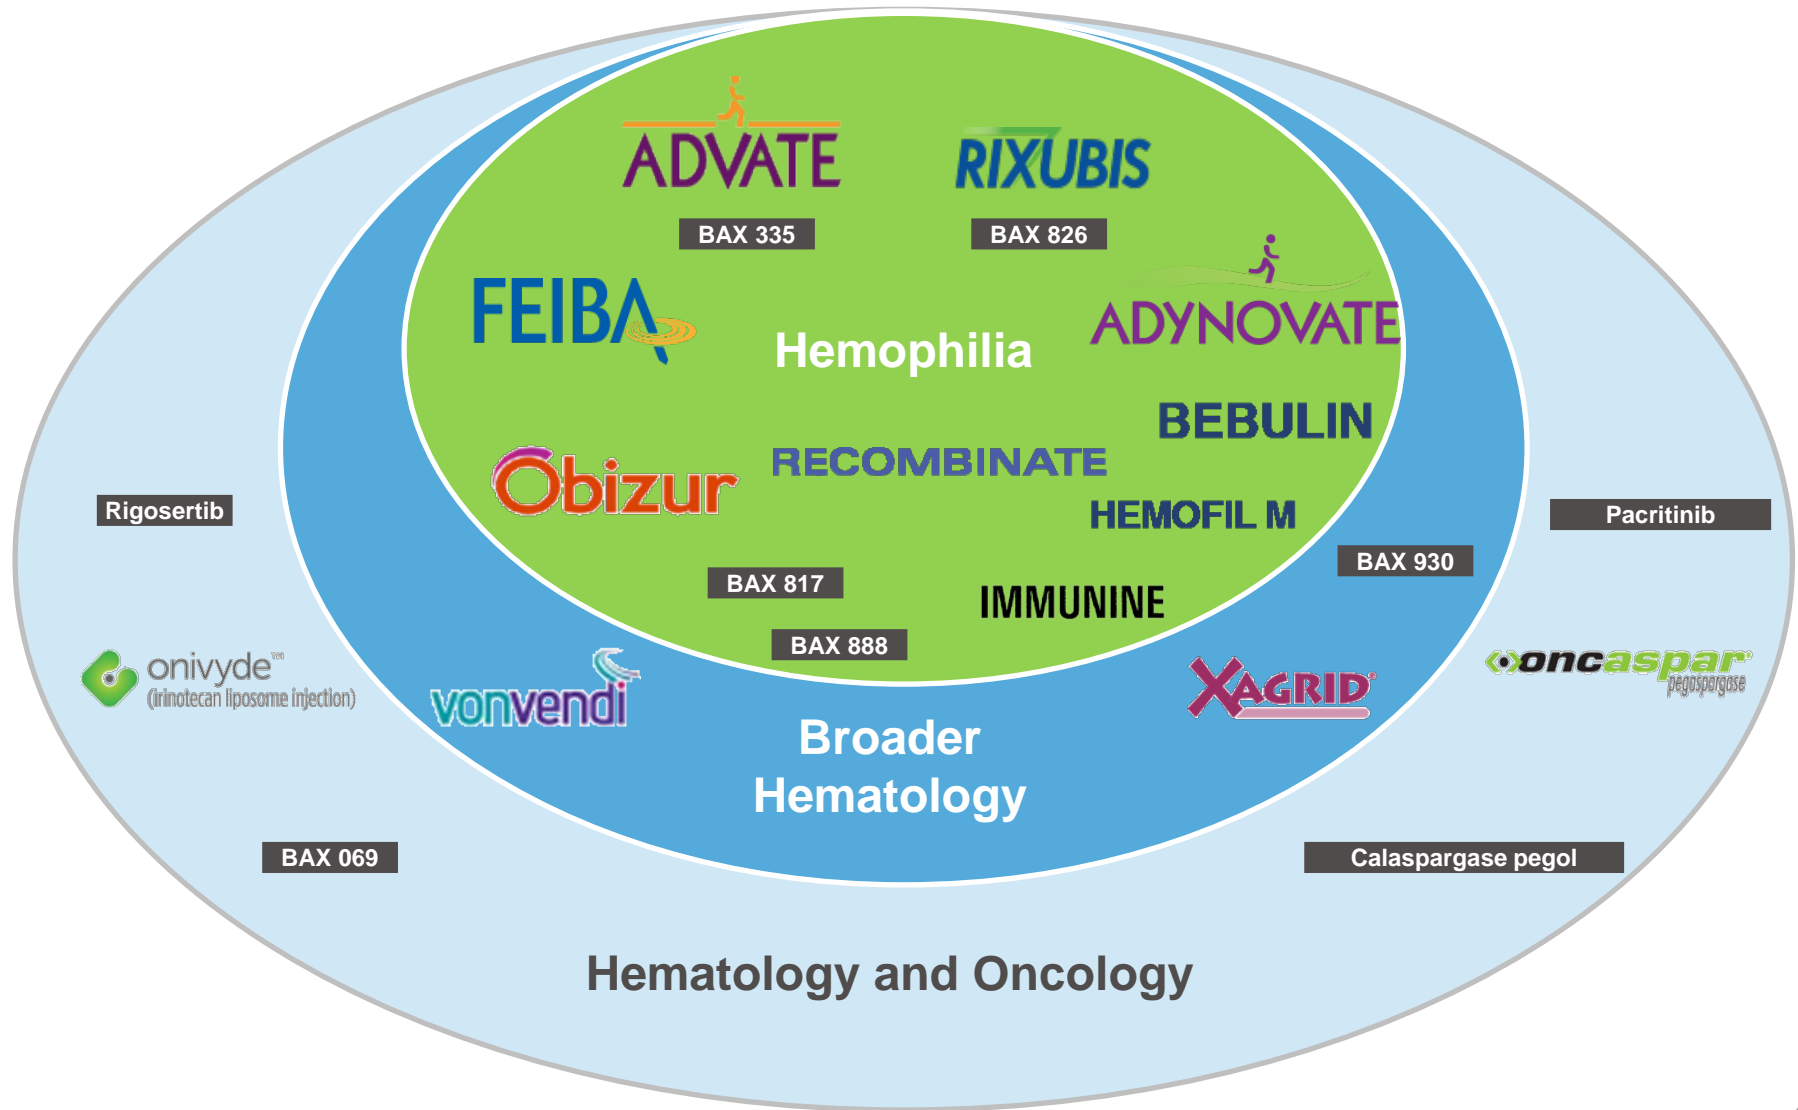 ADVATE
RIXUBIS
BAX 335
BAX 826
FEIBA
ADYNOVATE
Hemophilia
BEBULIN
RECOMBINATE
Obizur
HEMOFIL M
Rigosertib
Pacritinib
BAX 930
BAX 817
IMMUNINE
BAX 888
onivyde™
(irinotecan liposome injection)
vonvendi
XAGRID®
oncaspar®
pegaspargase
Broader
Hematology
BAX 069
Calaspargase pegol
Hematology and Oncology